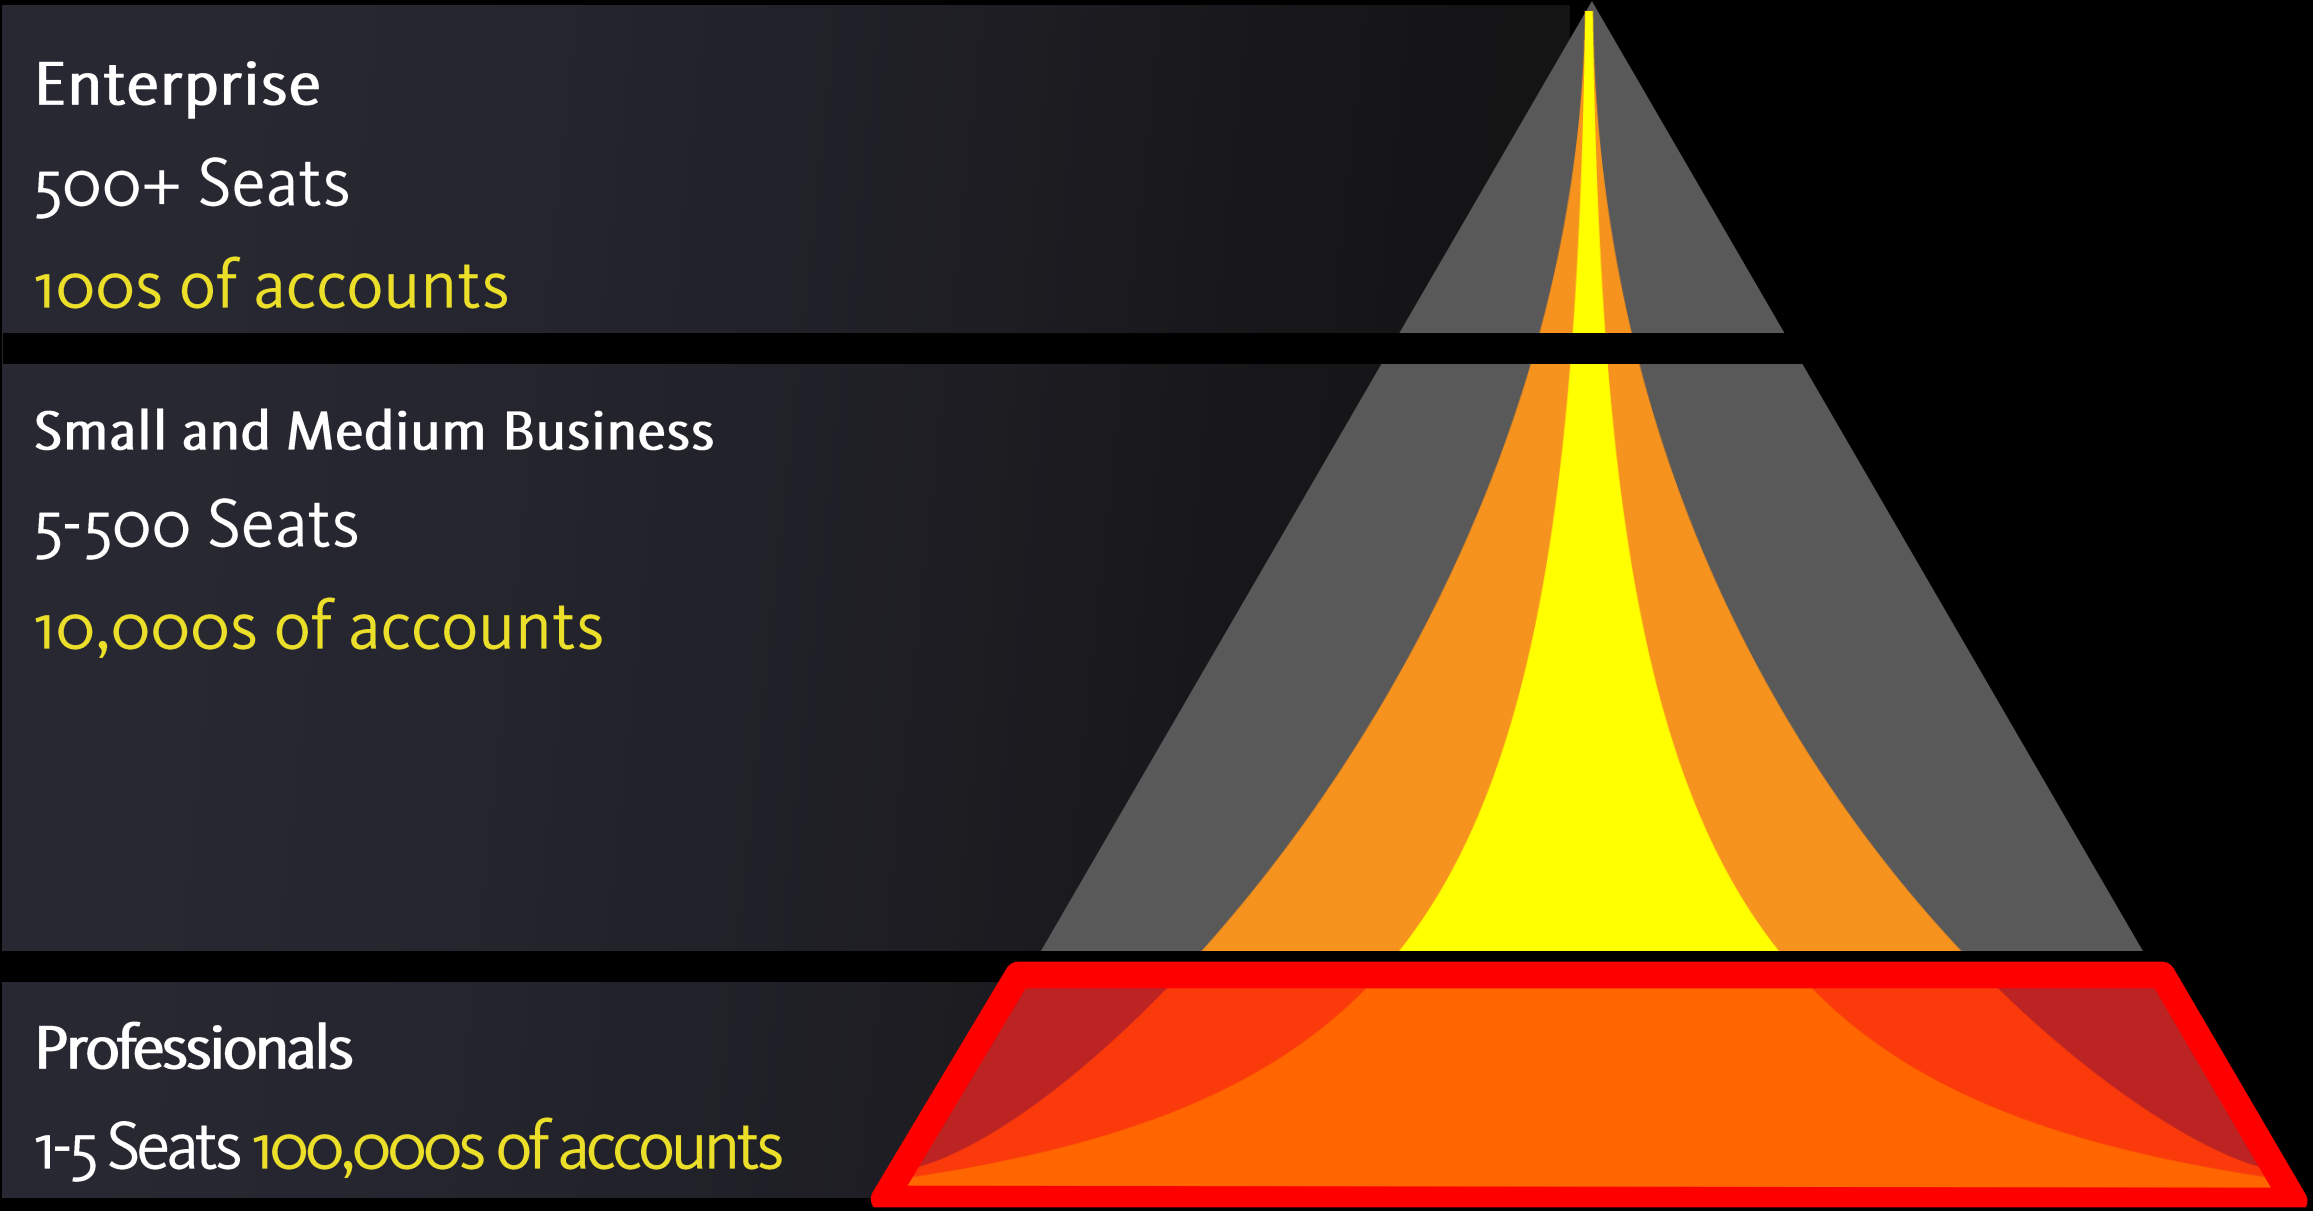 Enterprise
500+ Seats
100s of accounts
Small and Medium Business
5-500 Seats
10,000s of accounts
Professionals
1-5 Seats 100,000s of accounts